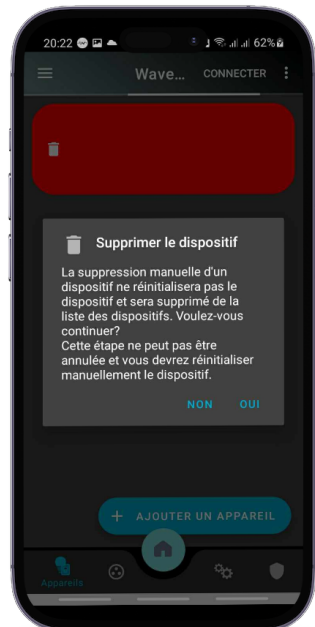 20:22 62%
Wave... CONNECTER
Supprimer le dispositif
La suppression manuelle d'un
dispositif ne réinitialisera pas le
dispositif et sera supprimé de la
liste des dispositifs. Voulez-vous
continuer?
Cette étape ne peut pas être
annulée et vous devrez réinitialiser
manuellement le dispositif.
NON OUI
+ AJOUTER UN APPAREIL
Appareils